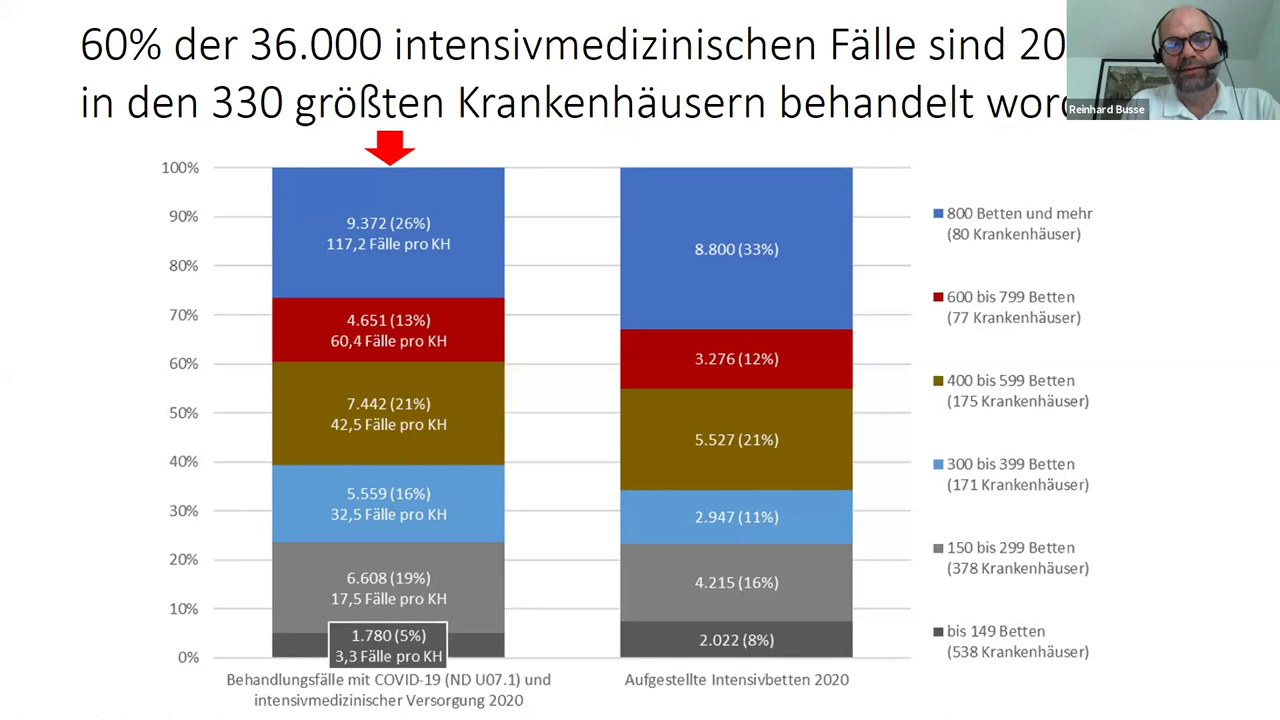 60% der 36.000 intensivmedizinischen Fälle sind 20
in den 330 größten Krankenhäusern behandelt
Reinhard Busse
100%
90%
80%
70%
60%
50%
40%
30%
20%
10%
0%
9.372 (26%)
117,2 Fälle pro KH
4.651 (13%)
60,4 Fälle pro KH
7.442 (21%)
42,5 Fälle pro KH
5.559 (16%)
32,5 Fälle pro KH
6.608 (19%)
17,5 Fälle pro KH
1.780 (5%)
3,3 Fälle pro KH
8.800 (33%)
3.276 (12%)
5.527 (21%)
2.947 (11%)
4.215 (16%)
2.022 (8%)
Behandlungsfälle mit COVID-19 (ND U07.1) und
intensivmedizinischer Versorgung 2020
Aufgestellte Intensivbetten 2020
800 Betten und mehr
(80 Krankenhäuser)
600 bis 799 Betten
(77 Krankenhäuser)
400 bis 599 Betten
(175 Krankenhäuser)
300 bis 399 Betten
(171 Krankenhäuser)
150 bis 299 Betten
(378 Krankenhäuser)
bis 149 Betten
(538 Krankenhäuser)